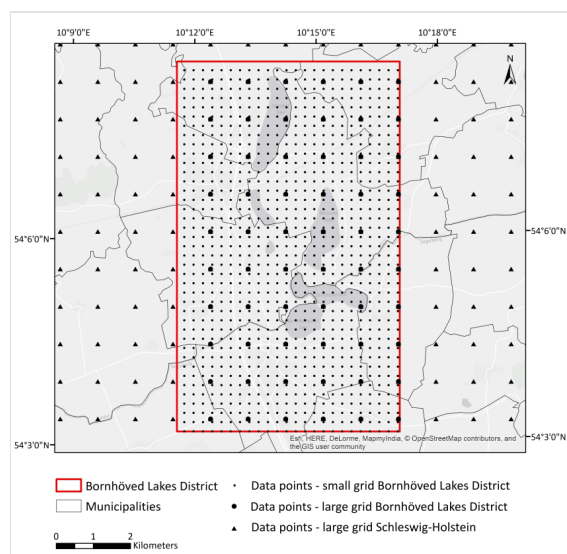 10°9'0"E 10°12'0"E 10°15'0"E 10°18'0"E
N
54°6'0"N 54°6'0"N
54°3'0"N 54°3'0"N
Esri, HERE, DeLorme, MapmyIndia, © OpenStreetMap contributors, and
the GIS user community
Bornhöved Lakes District Data points - small grid Bornhöved Lakes District
Municipalities Data points - large grid Bornhöved Lakes District
Data points - large grid Schleswig-Holstein
0 1 2
Kilometers